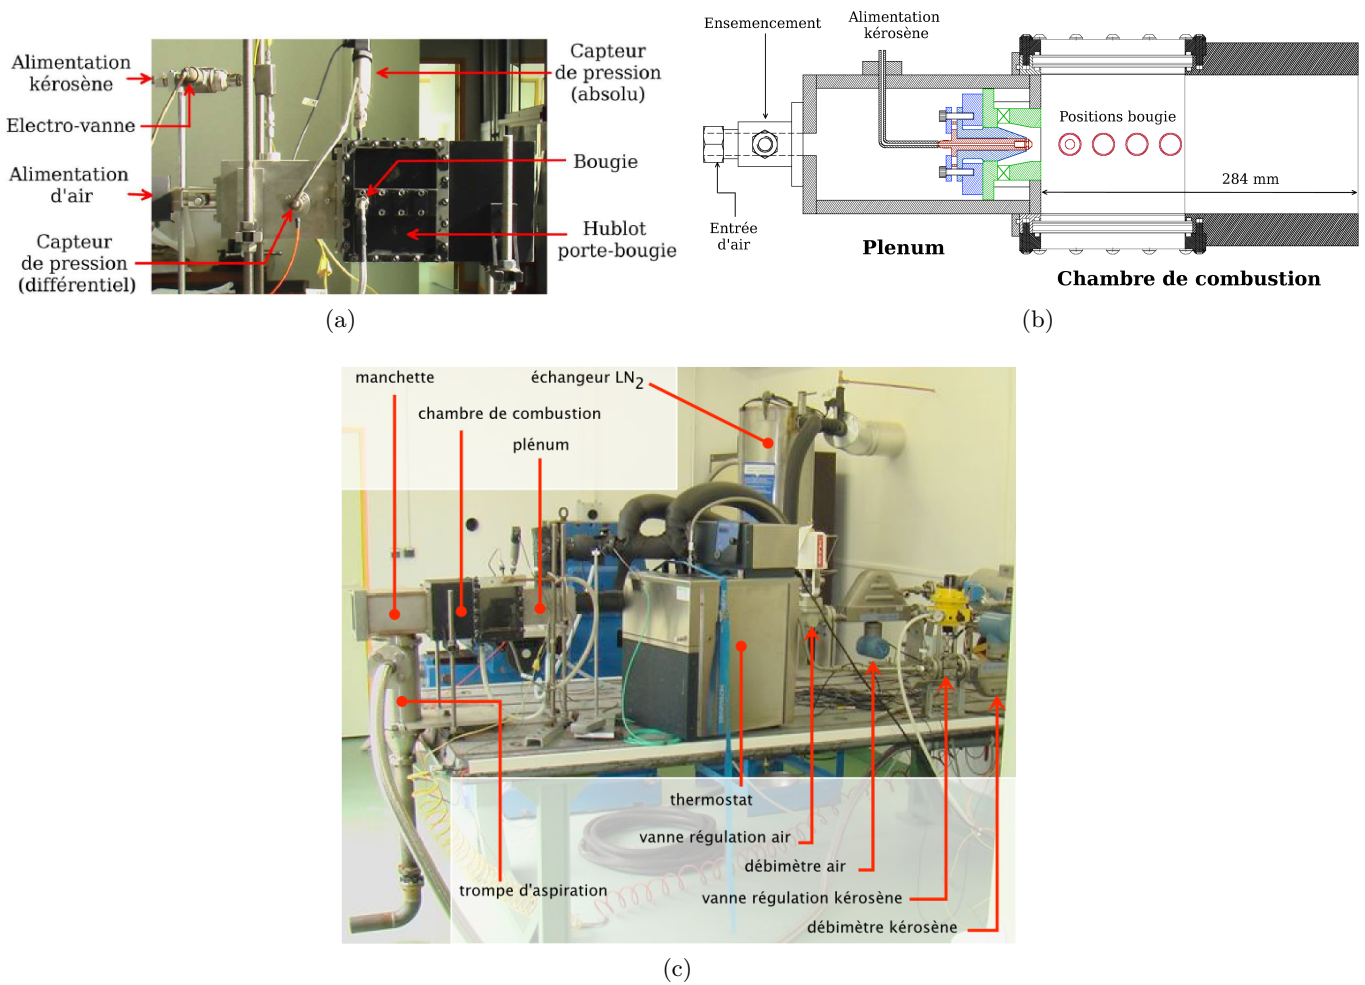 Alimentation
kérosène
Electro-vanne
Alimentation
d'air
Capteur
de pression
(différentiel)
Capteur
de pression
(absolu)
Bougie
Hublot
porte-bougie
(a)
Ensemencement
Alimentation
kérosène
Positions bougie
284 mm
Entrée
d'air
Plenum
Chambre de combustion
(b)
manchette
échangeur LN2
chambre de combustion
plénum
thermostat
vanne régulation air
débimètre air
trompe d'aspiration
vanne régulation kérosène
débimètre kérosène
(c)